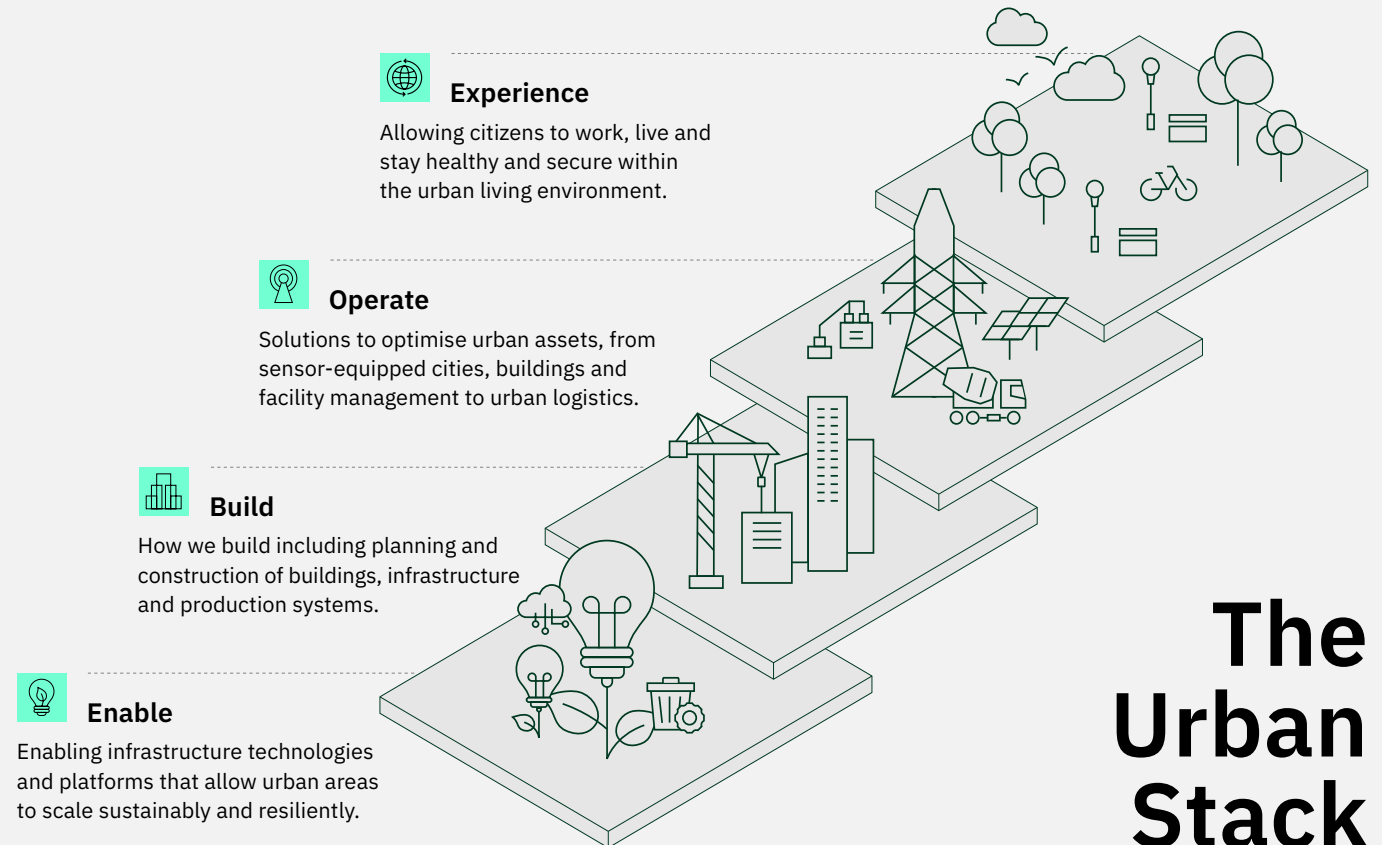 Experience
Allowing citizens to work, live and
stay healthy and secure within
the urban living environment.
Operate
Solutions to optimise urban assets, from
sensor-equipped cities, buildings and
facility management to urban logistics.
Build
How we build including planning and
construction of buildings, infrastructure
and production systems.
Enable
Enabling infrastructure technologies
and platforms that allow urban areas
to scale sustainably and resiliently.
The
Urban
Stack